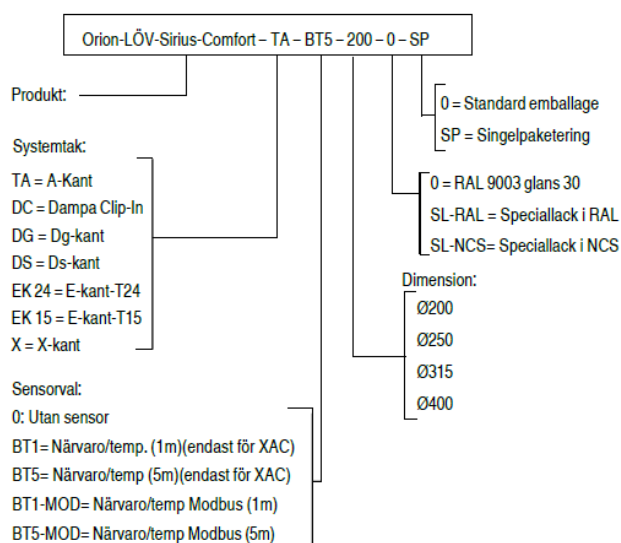 Orion-LÖV-Sirius-Comfort – TA – BT5 – 200 – 0 – SP
Produkt:
0 = Standard emballage
SP = Singelpaketering
Systemtak:
TA = A-Kant
DC = Dampa Clip-In
DG = Dg-kant
DS = Ds-kant
EK 24 = E-kant-T24
EK 15 = E-kant-T15
X = X-kant
0 = RAL 9003 glans 30
SL-RAL = Speciallack i RAL
SL-NCS= Speciallack i NCS
Dimension:
Ø200
Ø250
Ø315
Ø400
Sensorval:
0: Utan sensor
BT1= Närvaro/temp. (1m)(endast för XAC)
BT5= Närvaro/temp (5m)(endast för XAC)
BT1-MOD= Närvaro/temp Modbus (1m)
BT5-MOD= Närvaro/temp Modbus (5m)